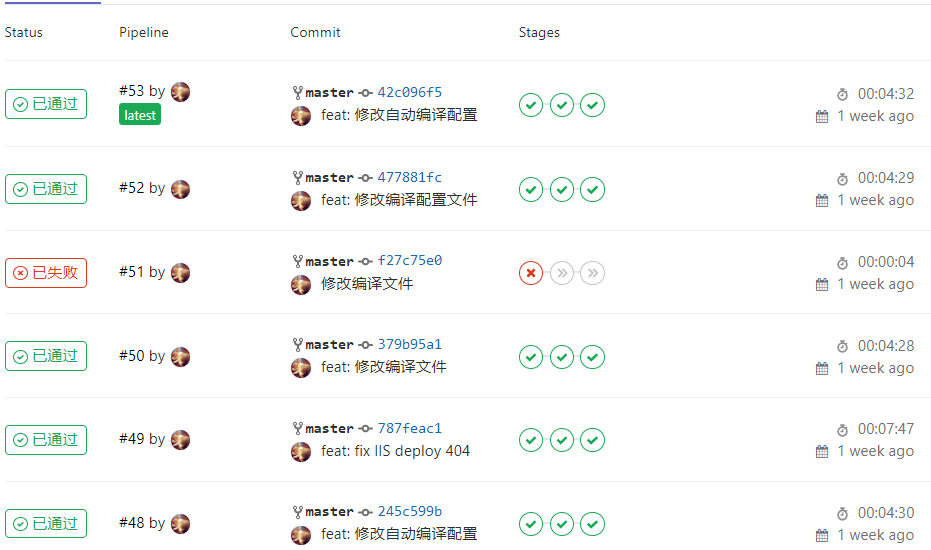 Status Pipeline Commit Stages
已通过 #53 by master 42c096f5 00:04:32
latest feat: 修改自动编译配置 1 week ago
已通过 #52 by master 477881fc 00:04:29
feat: 修改编译配置文件 1 week ago
已失败 #51 by master f27c75e0 00:00:04
修改编译文件 1 week ago
已通过 #50 by master 379b95a1 00:04:28
feat: 修改编译文件 1 week ago
已通过 #49 by master 787feac1 00:07:47
feat: fix IIS deploy 404 1 week ago
已通过 #48 by master 245c599b 00:04:30
feat: 修改自动编译配置 1 week ago